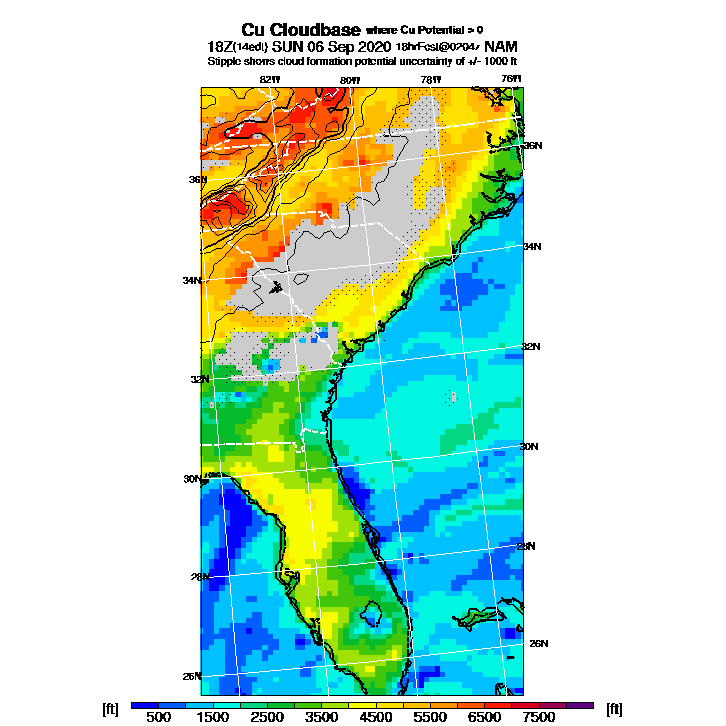 Cu Cloudbase where Cu Potential > 0
18Z (14edt) SUN 06 Sep 2020 18hrFcst@0204z NAM
Stipple shows cloud formation potential uncertainty of +/- 1000 ft
82W 80W 78W 76W
36N
36N
34N
34N
32N
32N
30N
30N
28N
28N
26N
26N
[ft] [ft]
500 1500 2500 3500 4500 5500 6500 7500